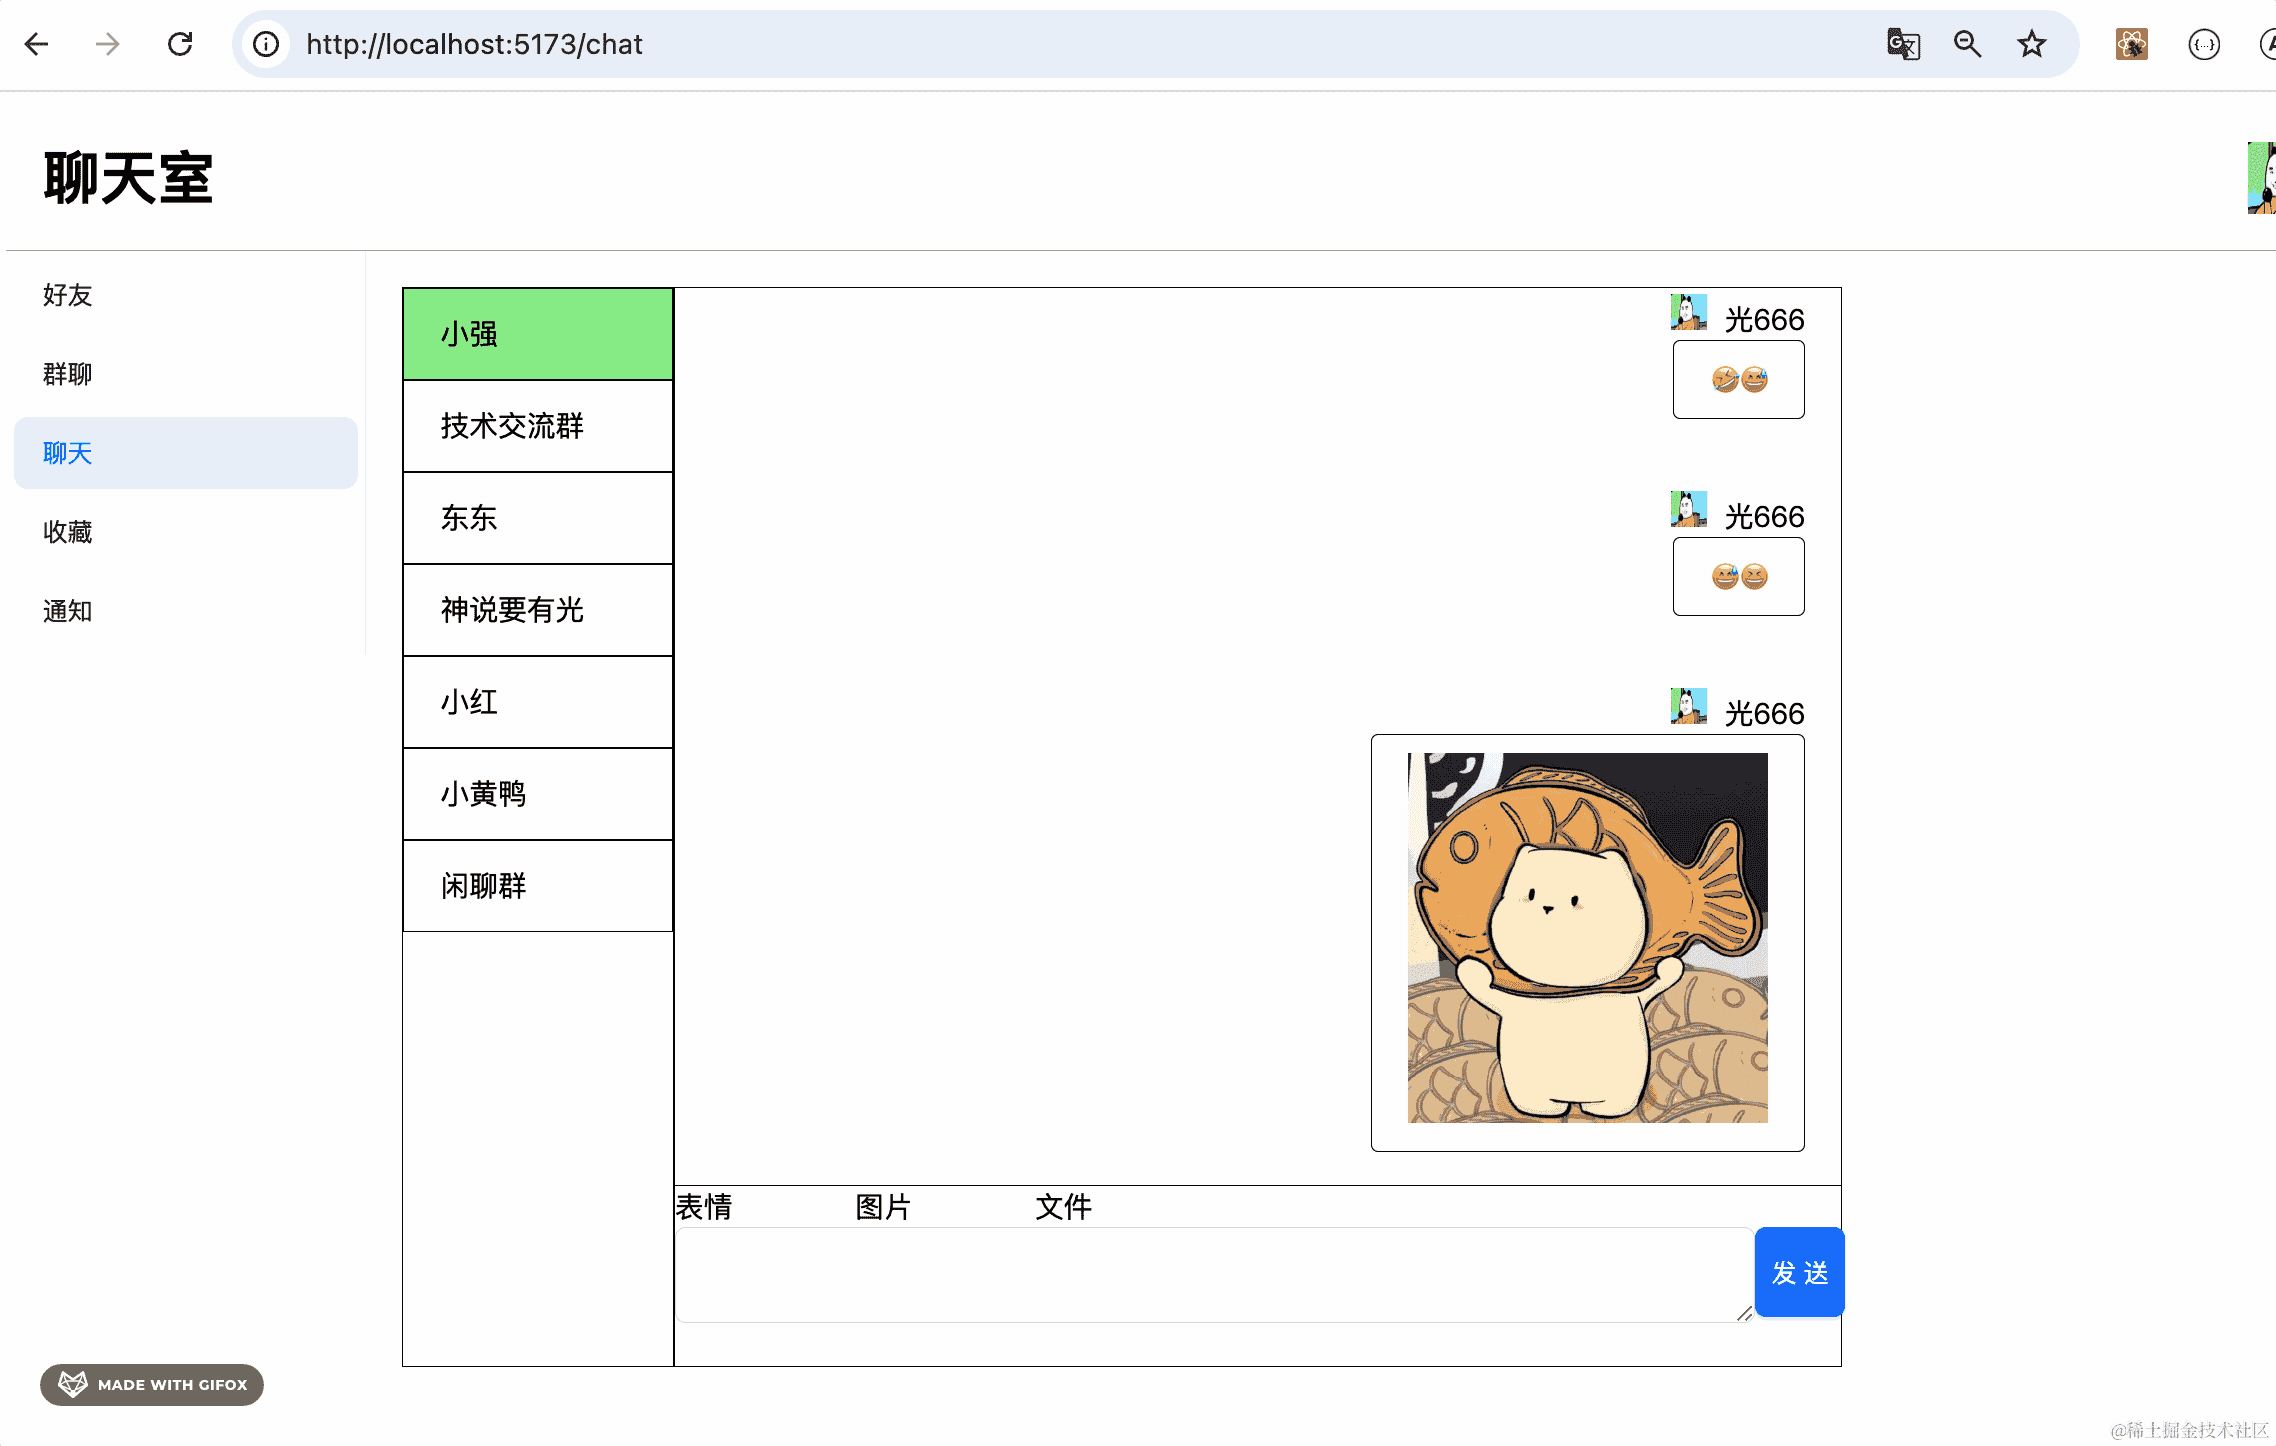 http://localhost:5173/chat
聊天室
好友
群聊
聊天
收藏
通知
小强
技术交流群
东东
神说要有光
小红
小黄鸭
闲聊群
光666
🤣😅
光666
😅😆
光666
表情 图片 文件
发 送
MADE WITH GIFOX
@稀土掘金技术社区